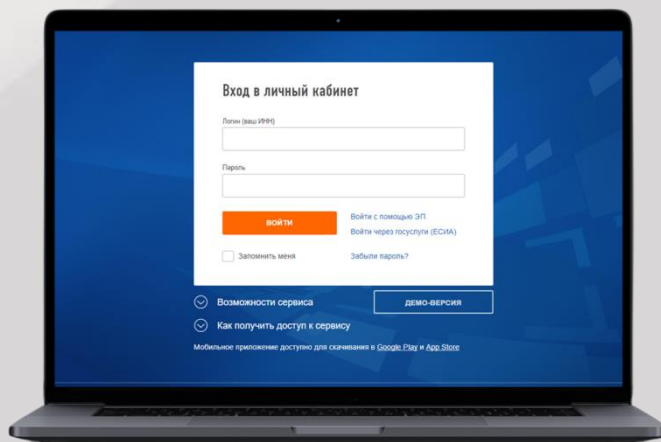 Вход в личный кабинет
Логин (ваш ИНН)
Пароль
ВОЙТИ
Войти с помощью ЭП
Войти через госуслуги (ЕСИА)
Запомнить меня
Забыли пароль?
Возможности сервиса
ДЕМО-ВЕРСИЯ
Как получить доступ к сервису
Мобильное приложение доступно для скачивания в Google Play и App Store